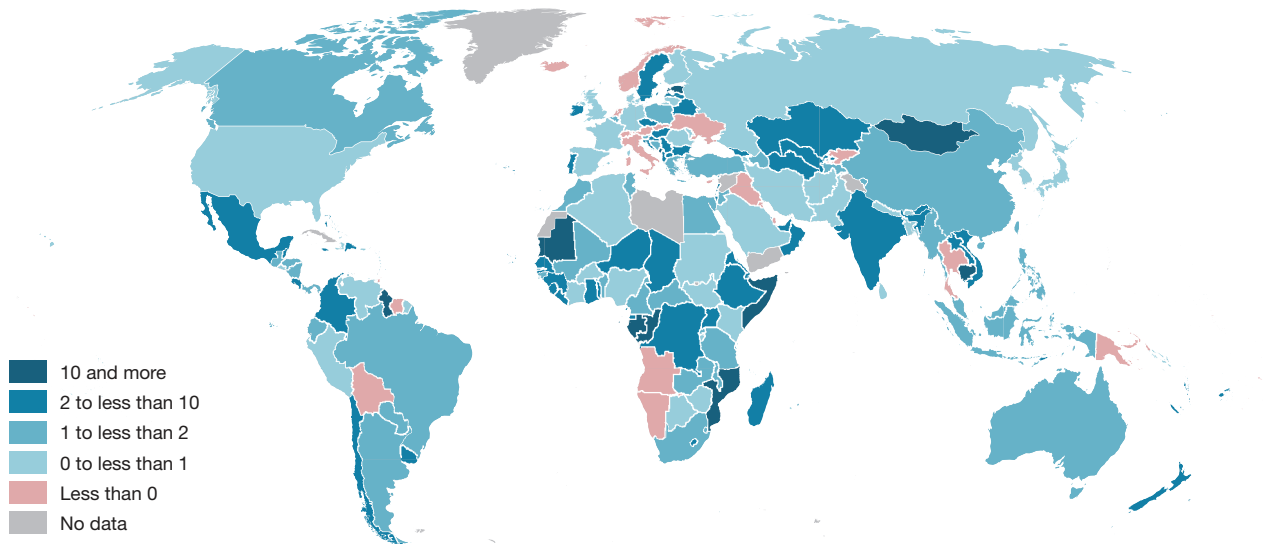 10 and more
2 to less than 10
1 to less than 2
0 to less than 1
Less than 0
No data